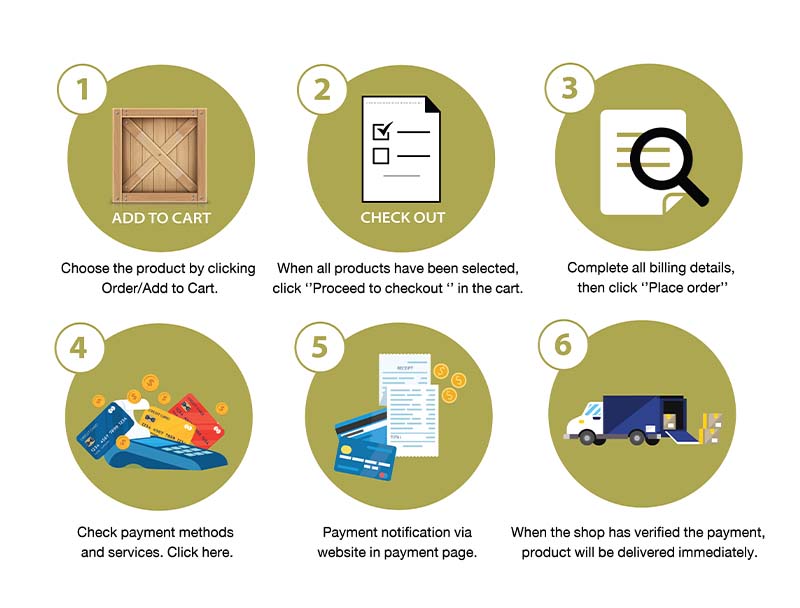 1
ADD TO CART
Choose the product by clicking
Order/Add to Cart.
2
CHECK OUT
When all products have been selected,
click ‘’Proceed to checkout ‘’ in the cart.
3
Complete all billing details,
then click ‘’Place order’’
4
Check payment methods
and services. Click here.
5
RECEIPT
TOTAL
Payment notification via
website in payment page.
6
When the shop has verified the payment,
product will be delivered immediately.